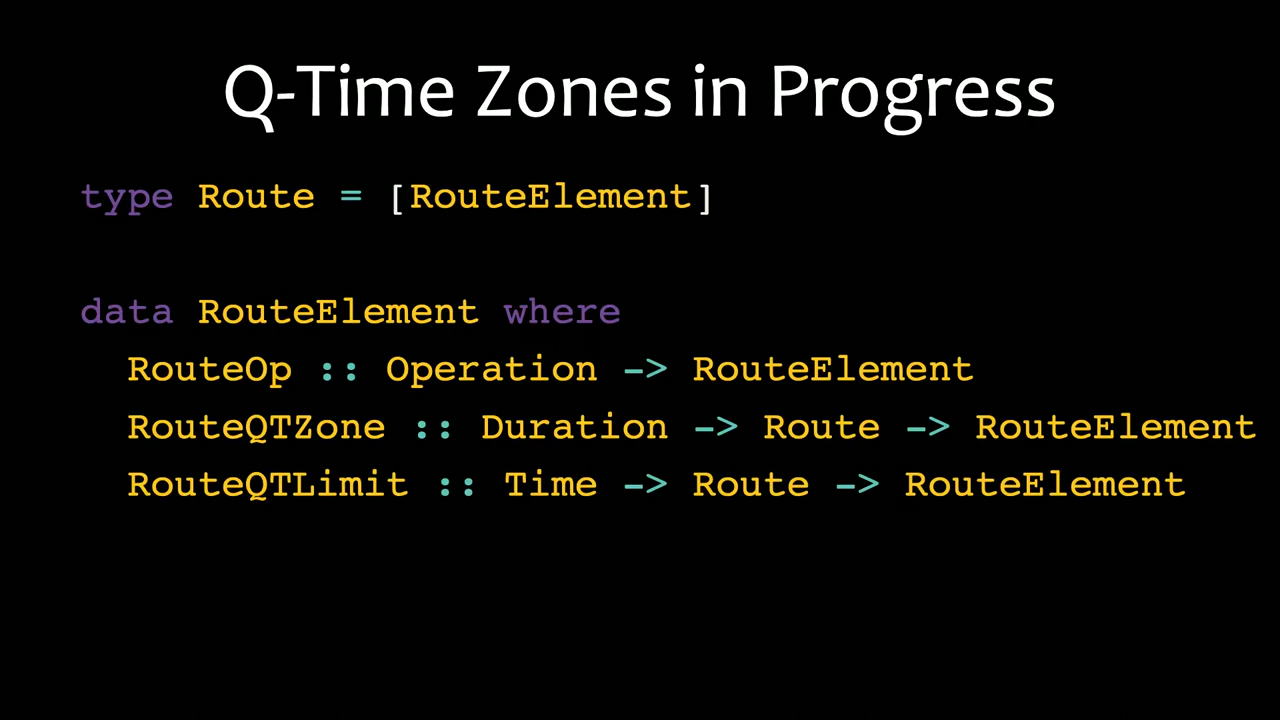 Q-Time Zones in Progress
type Route = [RouteElement]
data RouteElement where
RouteOp :: Operation -> RouteElement
RouteQTZone :: Duration -> Route -> RouteElement
RouteQTLimit :: Time -> Route -> RouteElement